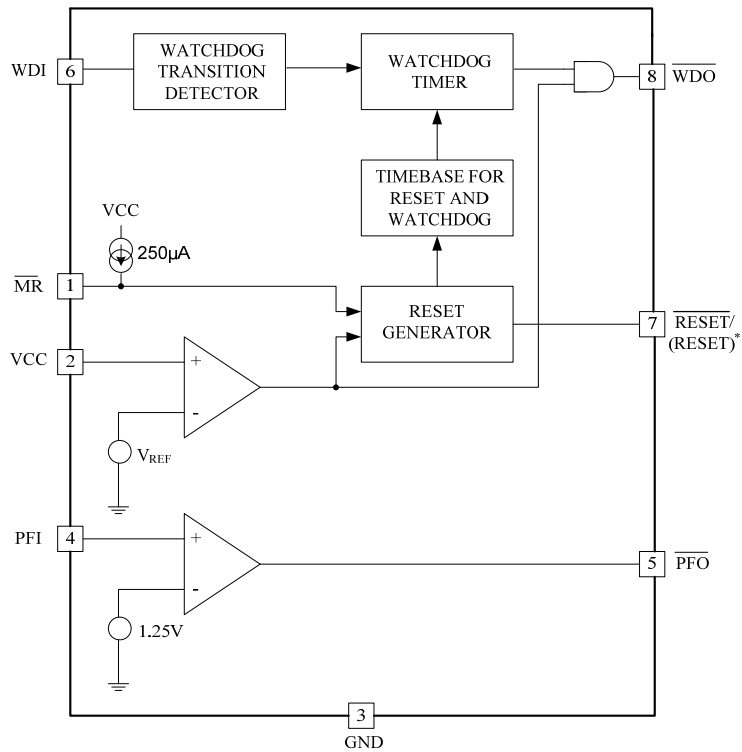 WATCHDOG
TRANSITION
DETECTOR
WATCHDOG
TIMER
WDI
6
8
WDO
TIMEBASE FOR
RESET AND
WATCHDOG
VCC
250µA
MR
1
RESET
GENERATOR
7
RESET/
(RESET)*
VCC
2
+
-
VREF
PFI
4
+
-
5
PFO
1.25V
3
GND